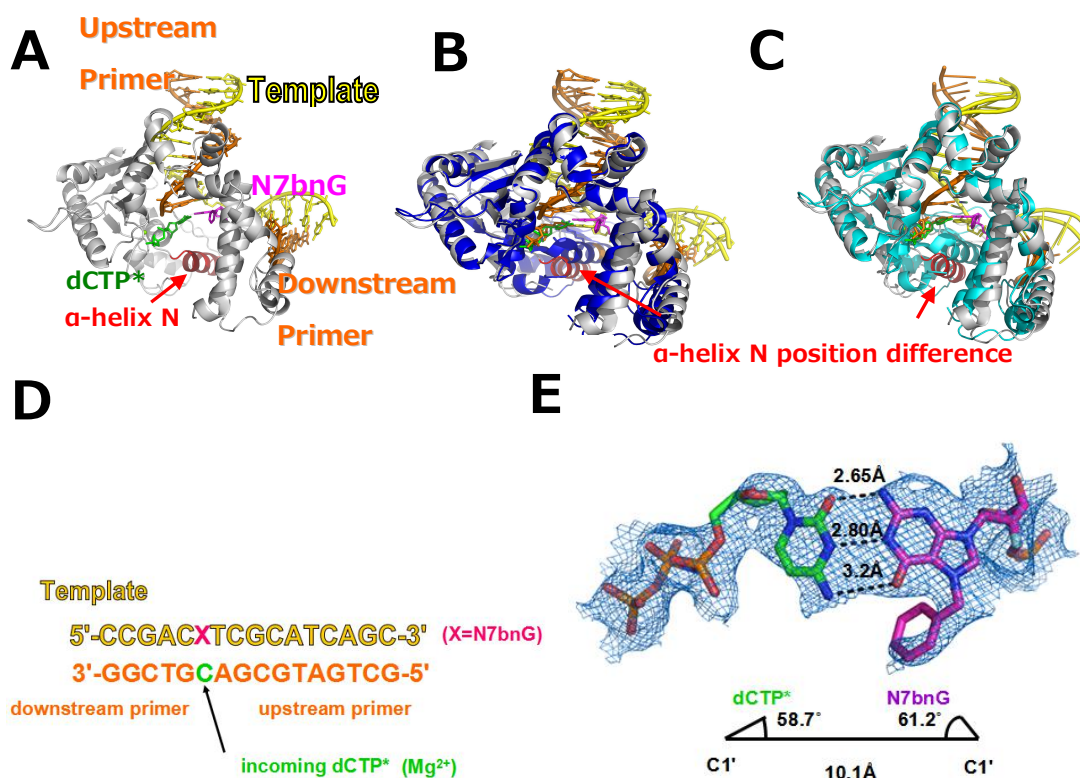 A
Upstream
Primer
Template
N7bnG
dCTP*
α-helix N
Downstream
Primer
B
C
α-helix N position difference
D
Template
5'-CCGACXTCGCATCAGC-3' (X=N7bnG)
3'-GGCTGCAGCGTAGTCG-5'
downstream primer upstream primer
incoming dCTP* (Mg²⁺)
E
2.65Å
2.80Å
3.2Å
dCTP* N7bnG
58.7° 61.2°
C1' C1'
10.1Å